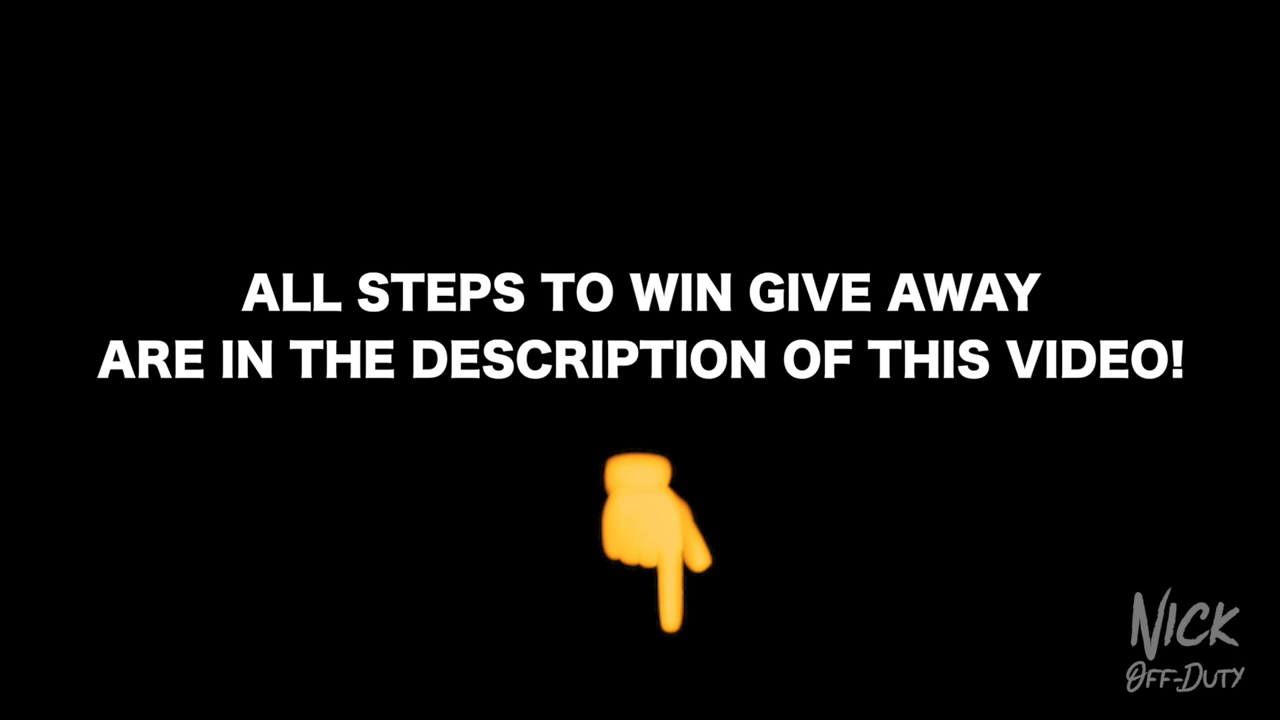 ALL STEPS TO WIN GIVE AWAY
ARE IN THE DESCRIPTION OF THIS VIDEO!
NICK
OFF-DUTY